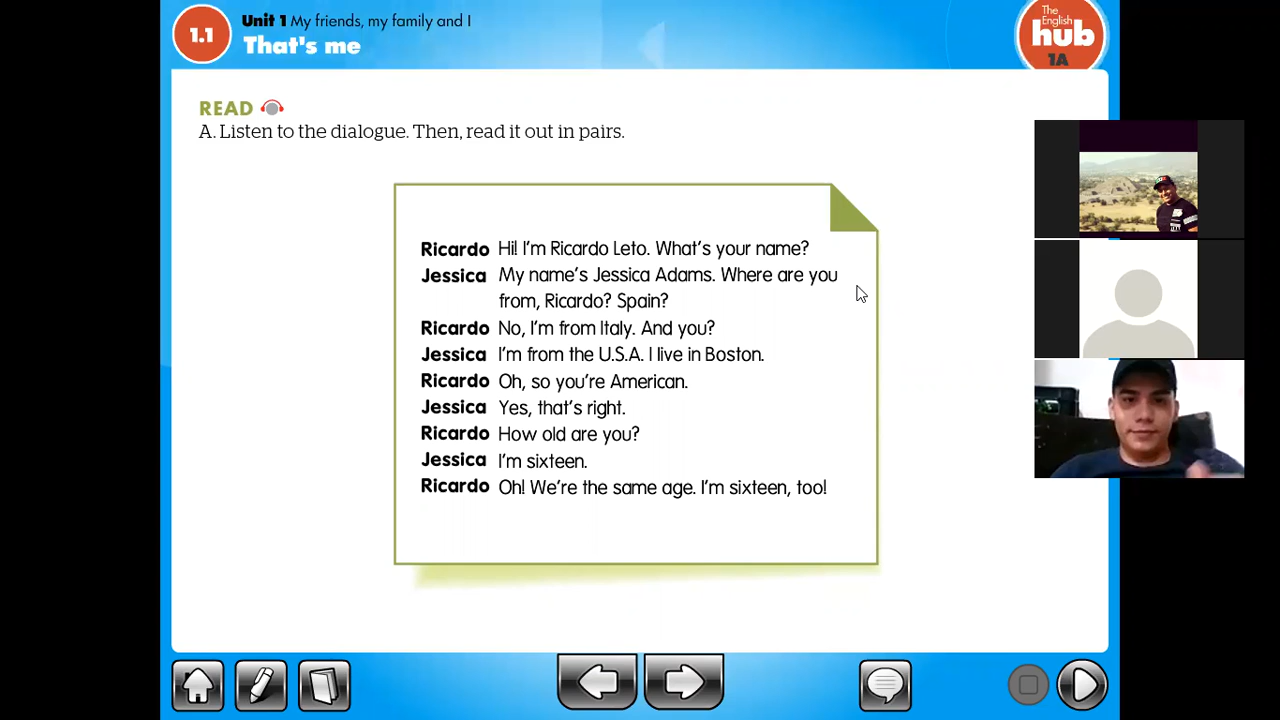 1.1
Unit 1 My friends, my family and I
That's me
The English
hub
1A
READ
A. Listen to the dialogue. Then, read it out in pairs.
Ricardo Hi! I'm Ricardo Leto. What's your name?
Jessica My name's Jessica Adams. Where are you
from, Ricardo? Spain?
Ricardo No, I'm from Italy. And you?
Jessica I'm from the U.S.A. I live in Boston.
Ricardo Oh, so you're American.
Jessica Yes, that's right.
Ricardo How old are you?
Jessica I'm sixteen.
Ricardo Oh! We're the same age. I'm sixteen, too!